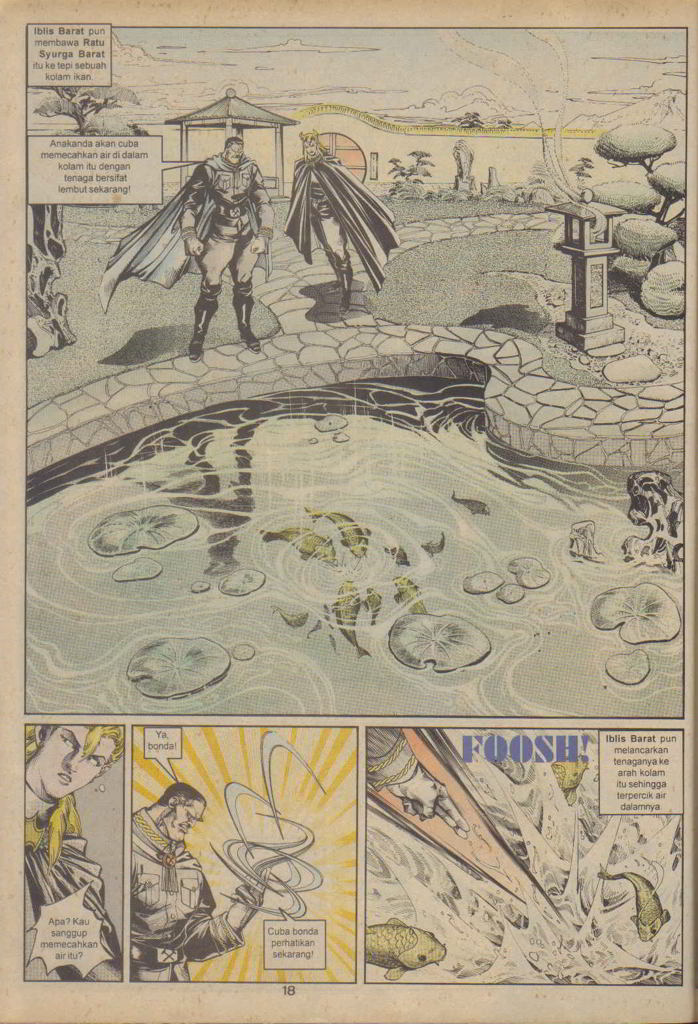 Iblis Barat pun
membawa Ratu
Syurga Barat
itu ke tepi sebuah
kolam ikan.
Anakanda akan cuba
memecahkan air di dalam
kolam itu dengan
tenaga bersifat
lembut sekarang!
Apa? Kau
sanggup
memecahkan
air itu?
Ya,
bonda!
Cuba bonda
perhatikan
sekarang!
FOOSH!
Iblis Barat pun
melancarkan
tenaganya ke
arah kolam
itu sehingga
terpercik air
dalamnya.
18